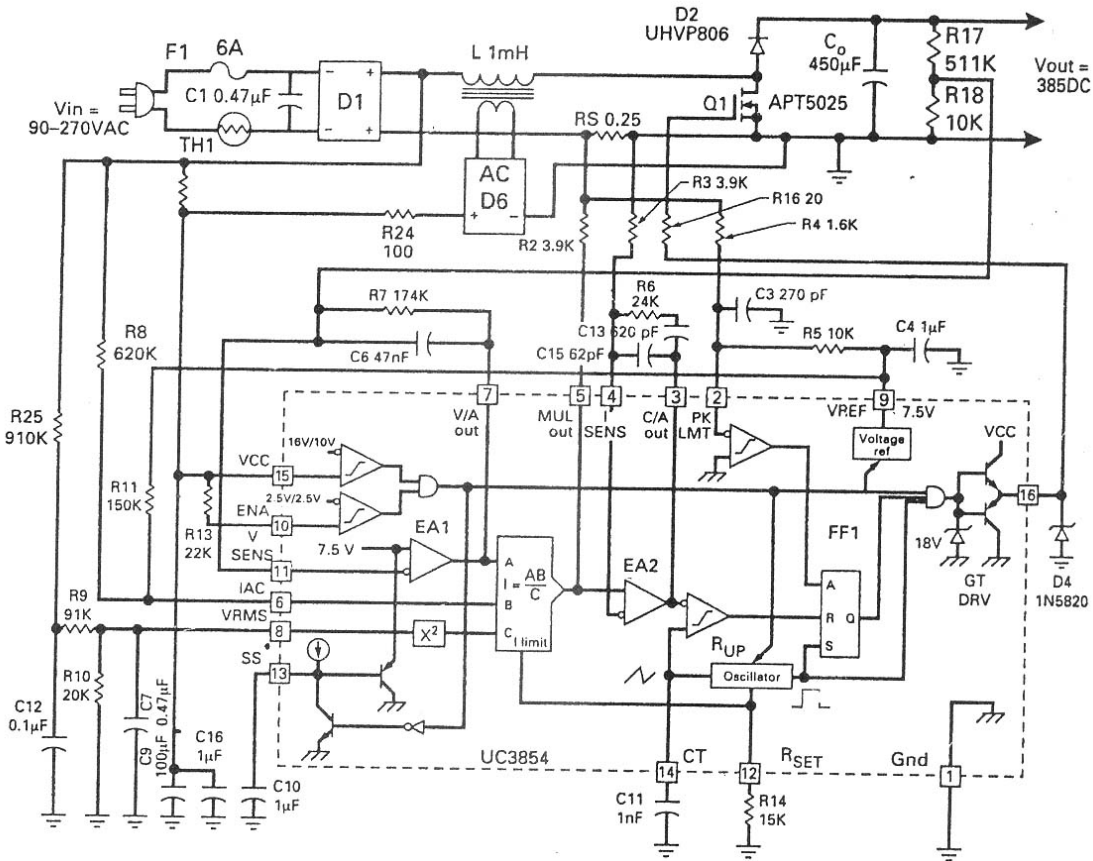 D2
UHVP806
F1
6A
L 1mH
Co
450µF
R17
511K
Vout =
385DC
C1 0.47µF
D1
Q1
APT5025
R18
10K
Vin =
90–270VAC
TH1
RS 0.25
AC
D6
R3 3.9K
R16 20
R4 1.6K
R24
100
R2 3.9K
R7 174K
R6
24K
C3 270 pF
R8
620K
C13 620 pF
R5 10K
C4 1µF
C6 47nF
C15 62pF
R25
910K
7
5
4
3
2
9
V/A
out
MUL
out
I SENS
C/A
out
PK
LMT
VREF
7.5V
16V/10V
Voltage
ref
VCC
VCC
15
2.5V/2.5V
R11
150K
ENA
10
R13
22K
V
SENS
11
7.5 V
EA1
EA2
FF1
18V
16
GT
DRV
D4
1N5820
IAC
6
A
I = AB
C
B
C
I limit
A
R
Q
S
R9
91K
VRMS
8
X²
SS
13
RUP
Oscillator
R10
20K
C12
0.1µF
C7
0.47µF
C9
100µF
C16
1µF
C10
1µF
UC3854
14
CT
12
RSET
Gnd
1
C11
1nF
R14
15K